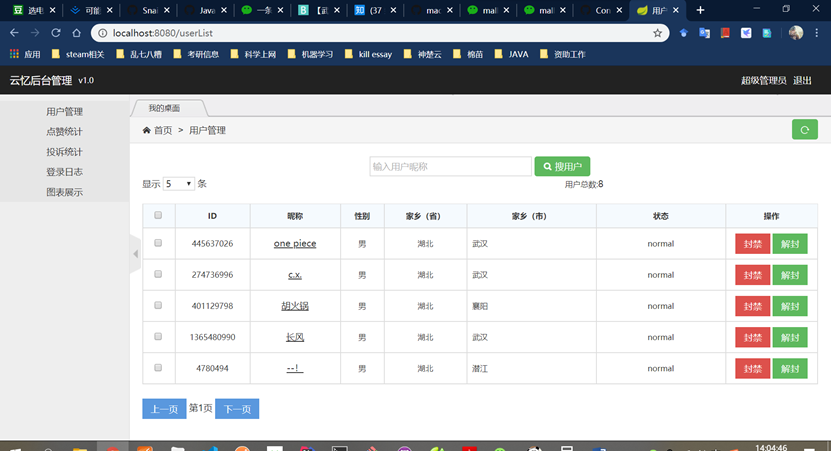 选电 可能 Snai Java 一条 【武 (37 mac mal mal Cor 用户
localhost:8080/userList
应用 steam相关 乱七八糟 考研信息 科学上网 机器学习 kill essay 神楚云 棉苗 JAVA 资助工作
云忆后台管理 v1.0 超级管理员 退出
用户管理
点赞统计
投诉统计
登录日志
图表展示
我的桌面
首页 > 用户管理
输入用户昵称 搜用户
显示 5 条 用户总数:8
ID 昵称 性别 家乡（省） 家乡（市） 状态 操作
445637026 one piece 男 湖北 武汉 normal 封禁 解封
274736996 c.x. 男 湖北 武汉 normal 封禁 解封
401129798 胡火锅 男 湖北 襄阳 normal 封禁 解封
1365480990 长风 男 湖北 武汉 normal 封禁 解封
4780494 --！ 男 湖北 潜江 normal 封禁 解封
上一页 第1页 下一页
14:04:46